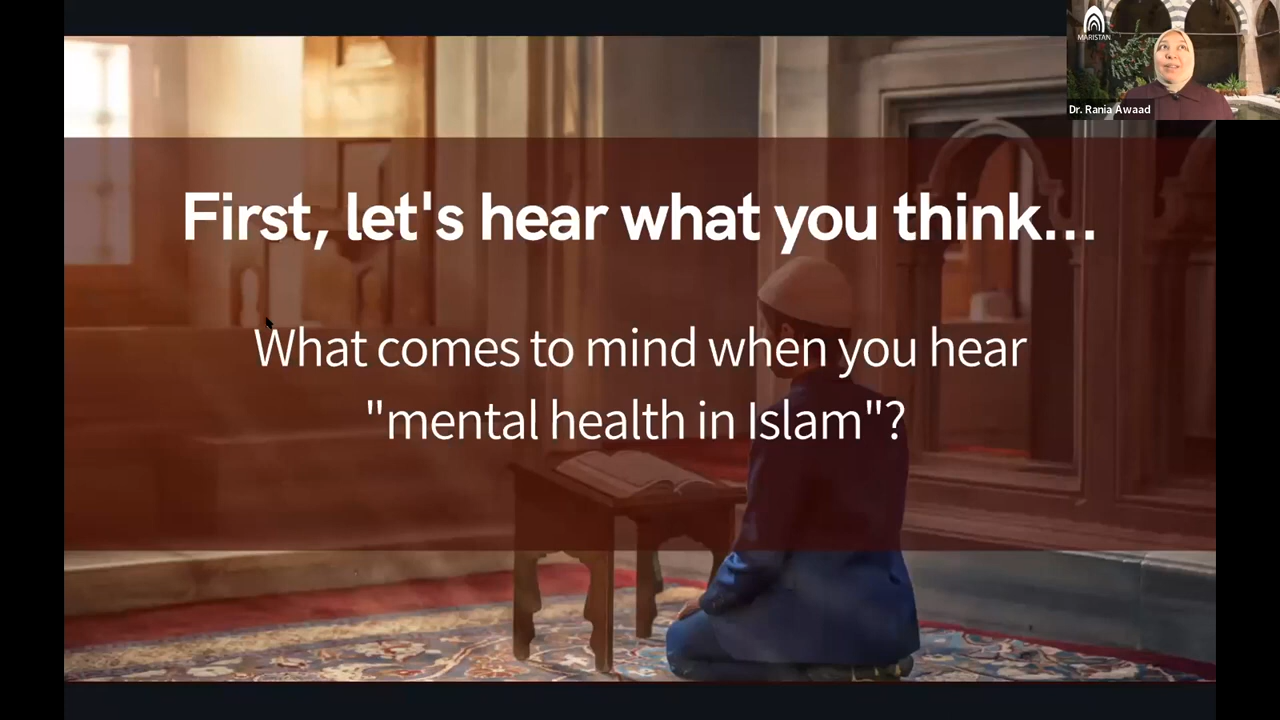 MARISTAN
Dr. Rania Awaad
First, let's hear what you think...
What comes to mind when you hear
"mental health in Islam"?